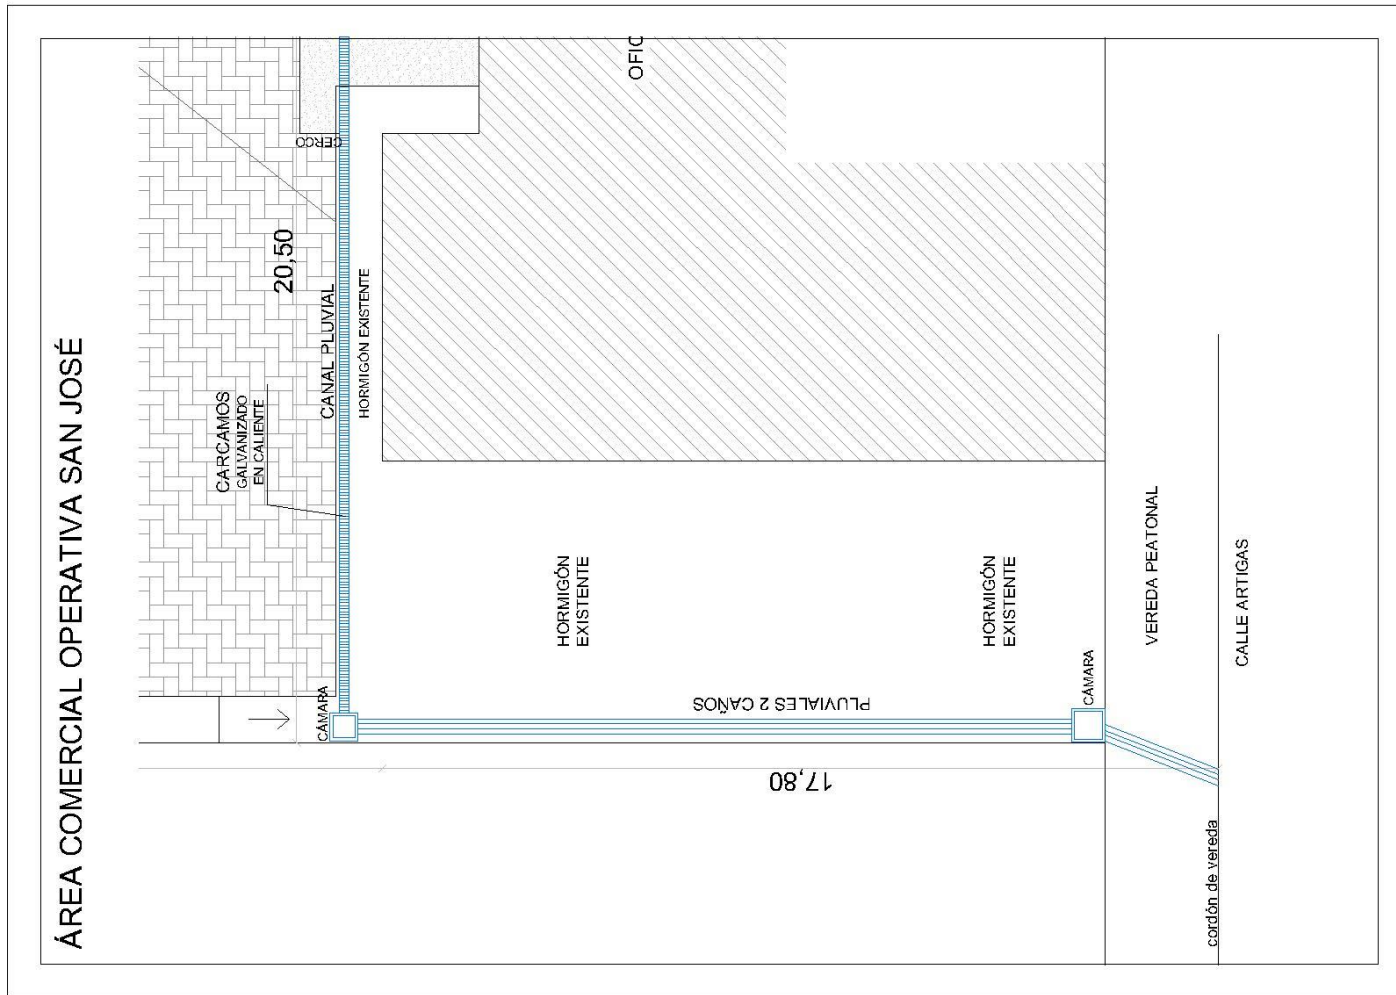 ÁREA COMERCIAL OPERATIVA SAN JOSÉ
OFIC
CERCO
20,50
CANAL PLUVIAL
HORMIGÓN EXISTENTE
CARCAMOS
GALVANIZADO
EN CALIENTE
HORMIGÓN
EXISTENTE
HORMIGÓN
EXISTENTE
VEREDA PEATONAL
CALLE ARTIGAS
CÁMARA
PLUVIALES 2 CAÑOS
CÁMARA
17,80
cordón de vereda